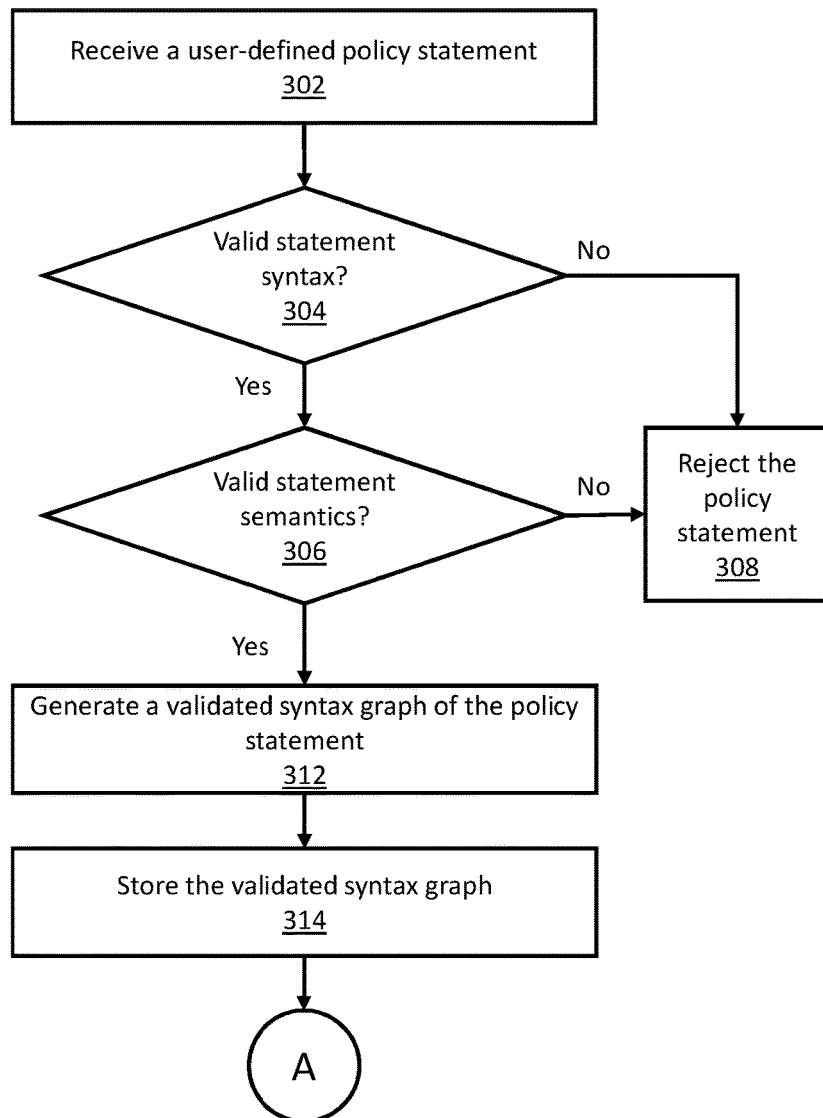 Receive a user-defined policy statement
302
Valid statement
syntax?
304
No
Yes
Valid statement
semantics?
306
No
Reject the
policy
statement
308
Yes
Generate a validated syntax graph of the policy
statement
312
Store the validated syntax graph
314
A